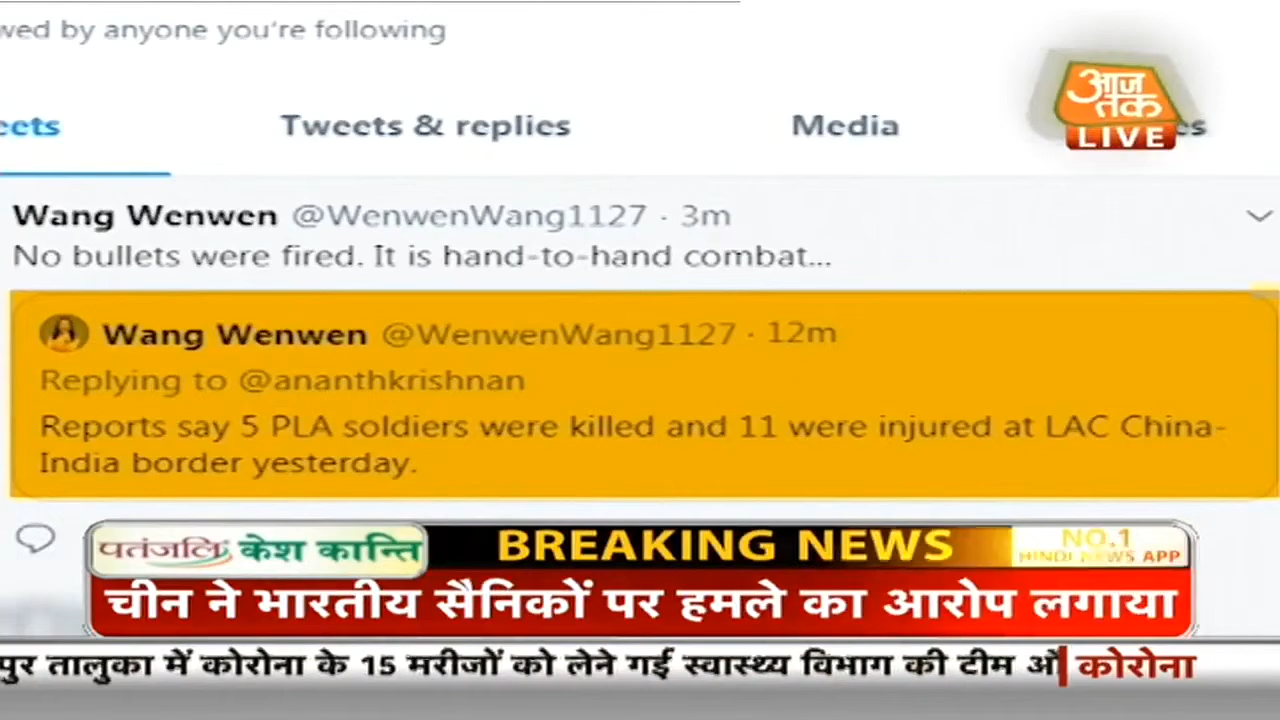 wed by anyone you're following
आज
तक
LIVE
eets Tweets & replies Media es
Wang Wenwen @WenwenWang1127 · 3m
No bullets were fired. It is hand-to-hand combat...
Wang Wenwen @WenwenWang1127 · 12m
Replying to @ananthkrishnan
Reports say 5 PLA soldiers were killed and 11 were injured at LAC China-
India border yesterday.
पतंजलि केश कान्ति BREAKING NEWS NO.1
HINDI NEWS APP
चीन ने भारतीय सैनिकों पर हमले का आरोप लगाया
पुर तालुका में कोरोना के 15 मरीजों को लेने गई स्वास्थ्य विभाग की टीम कोरोना